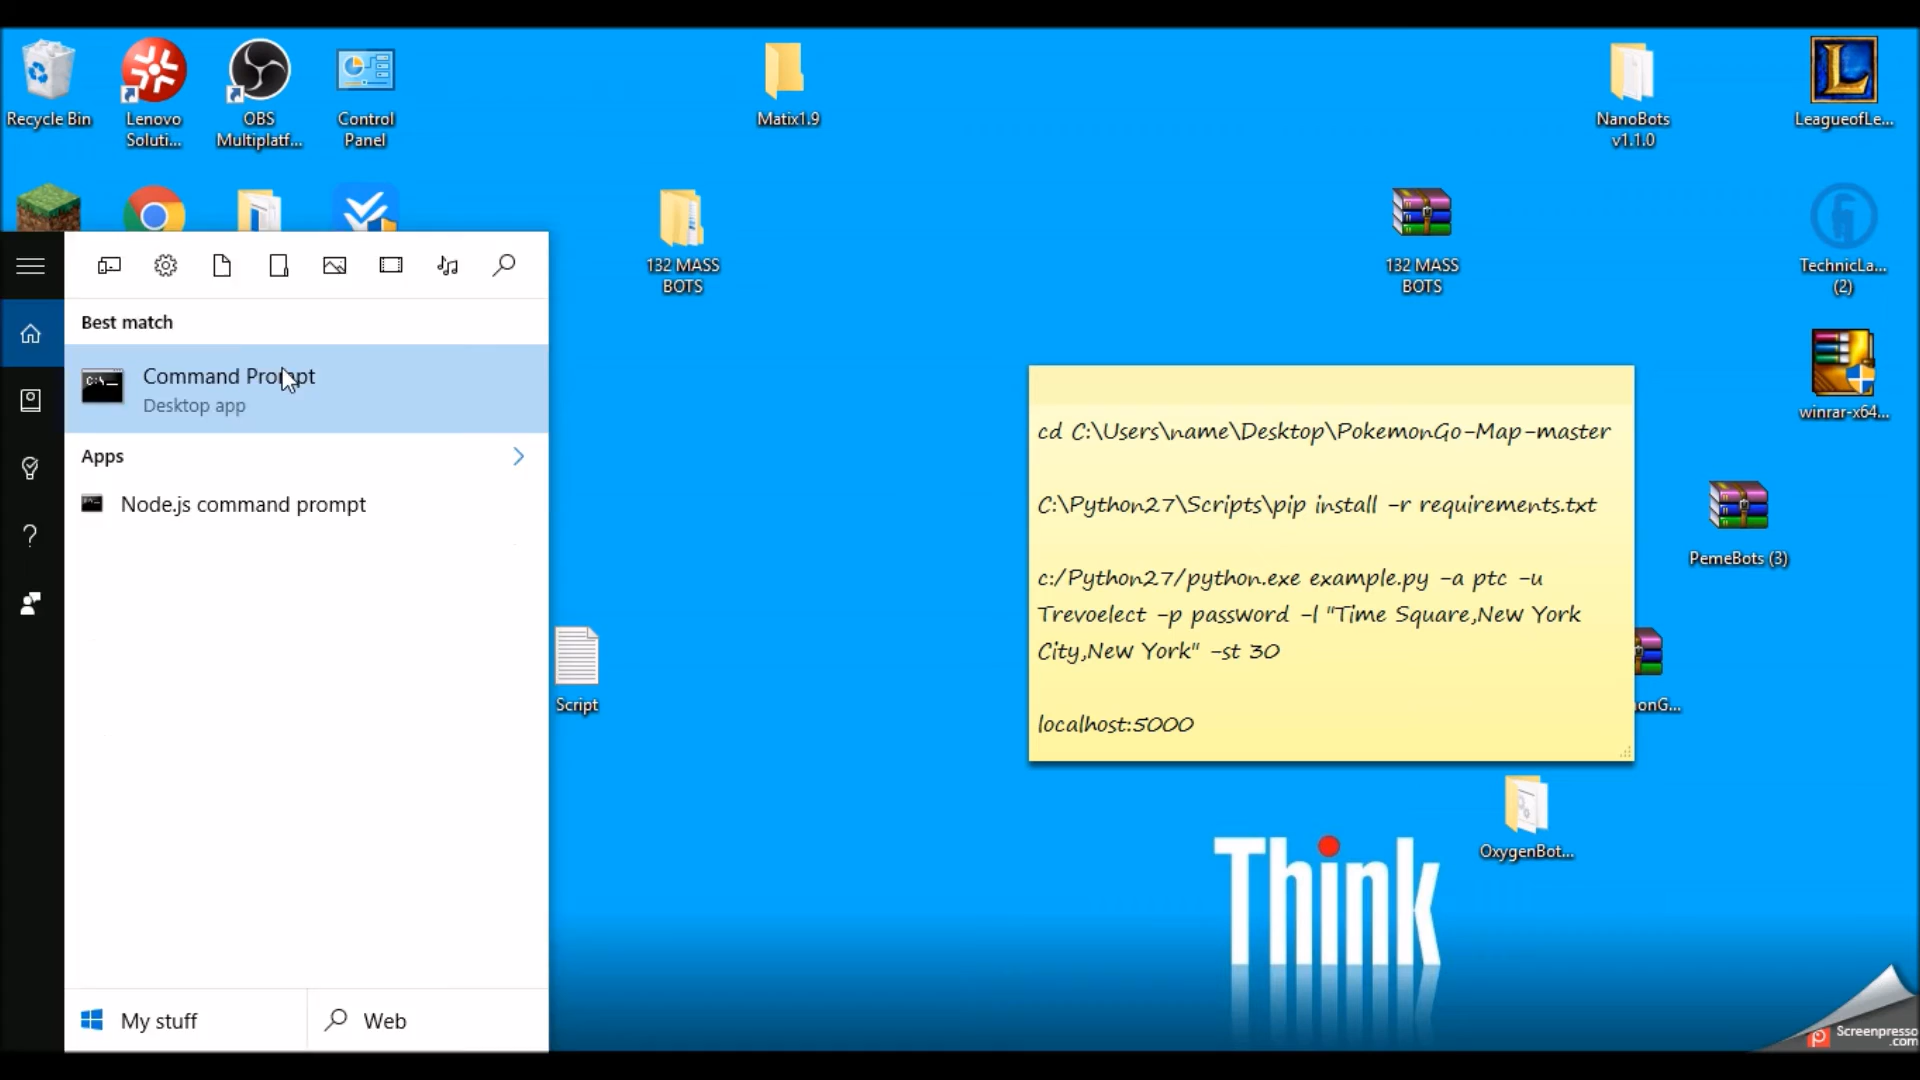 Recycle Bin
Lenovo
Soluti...
OBS
Multiplatf...
Control
Panel
Matix1.9
NanoBots
v1.1.0
LeagueofLe...
132 MASS
BOTS
132 MASS
BOTS
TechnicLa...
(2)
winrar-x64...
Best match
C:\_
Command Prompt
Desktop app
Apps
Node.js command prompt
Script
cd C:\Users\name\Desktop\PokemonGo-Map-master
C:\Python27\Scripts\pip install -r requirements.txt
c:/Python27/python.exe example.py -a ptc -u
Trevoelect -p password -l "Time Square,New York
City,New York" -st 30
localhost:5000
PemeBots (3)
onG...
OxygenBot...
Think
My stuff
Web
Screenpresso
.com